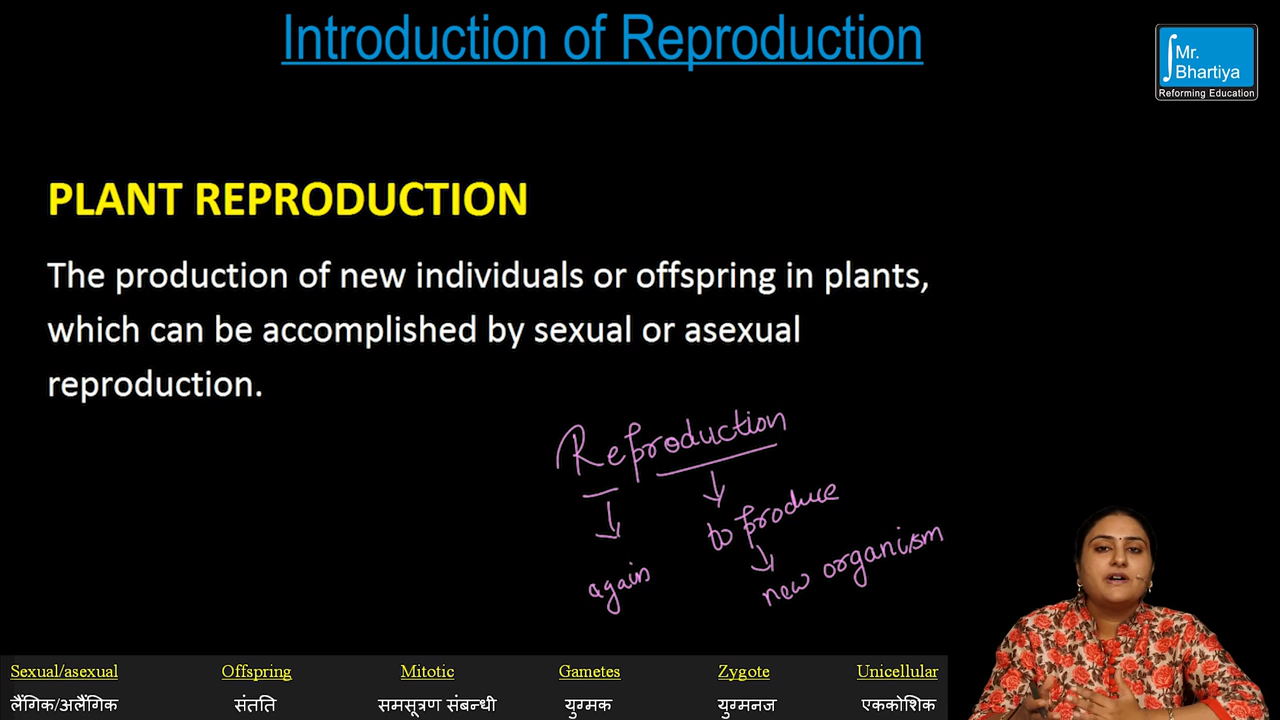 Introduction of Reproduction
Mr.
Bhartiya
Reforming Education
PLANT REPRODUCTION
The production of new individuals or offspring in plants,
which can be accomplished by sexual or asexual
reproduction.
Reproduction
again
to produce
new organism
Sexual/asexual Offspring Mitotic Gametes Zygote Unicellular
लैंगिक/अलैंगिक संतति समसूत्रण संबन्धी युग्मक युग्मनज एककोशिक